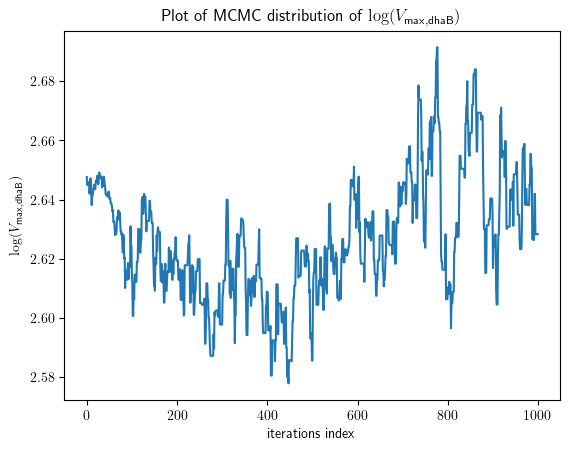 Plot of MCMC distribution of log(V_max,dhaB)
log(V_max,dhaB)
2.68
2.66
2.64
2.62
2.60
2.58
0 200 400 600 800 1000
iterations index